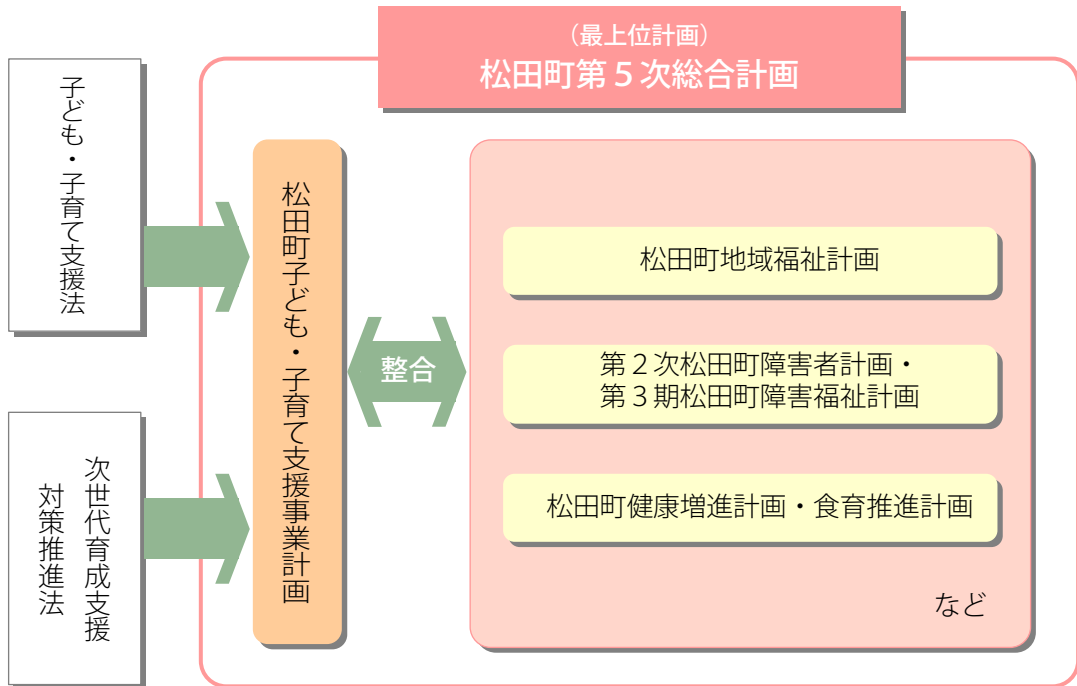 （最上位計画）
松田町第５次総合計画
子ども・子育て支援法
次世代育成支援
対策推進法
松田町子ども・子育て支援事業計画
整合
松田町地域福祉計画
第２次松田町障害者計画・
第３期松田町障害福祉計画
松田町健康増進計画・食育推進計画
など